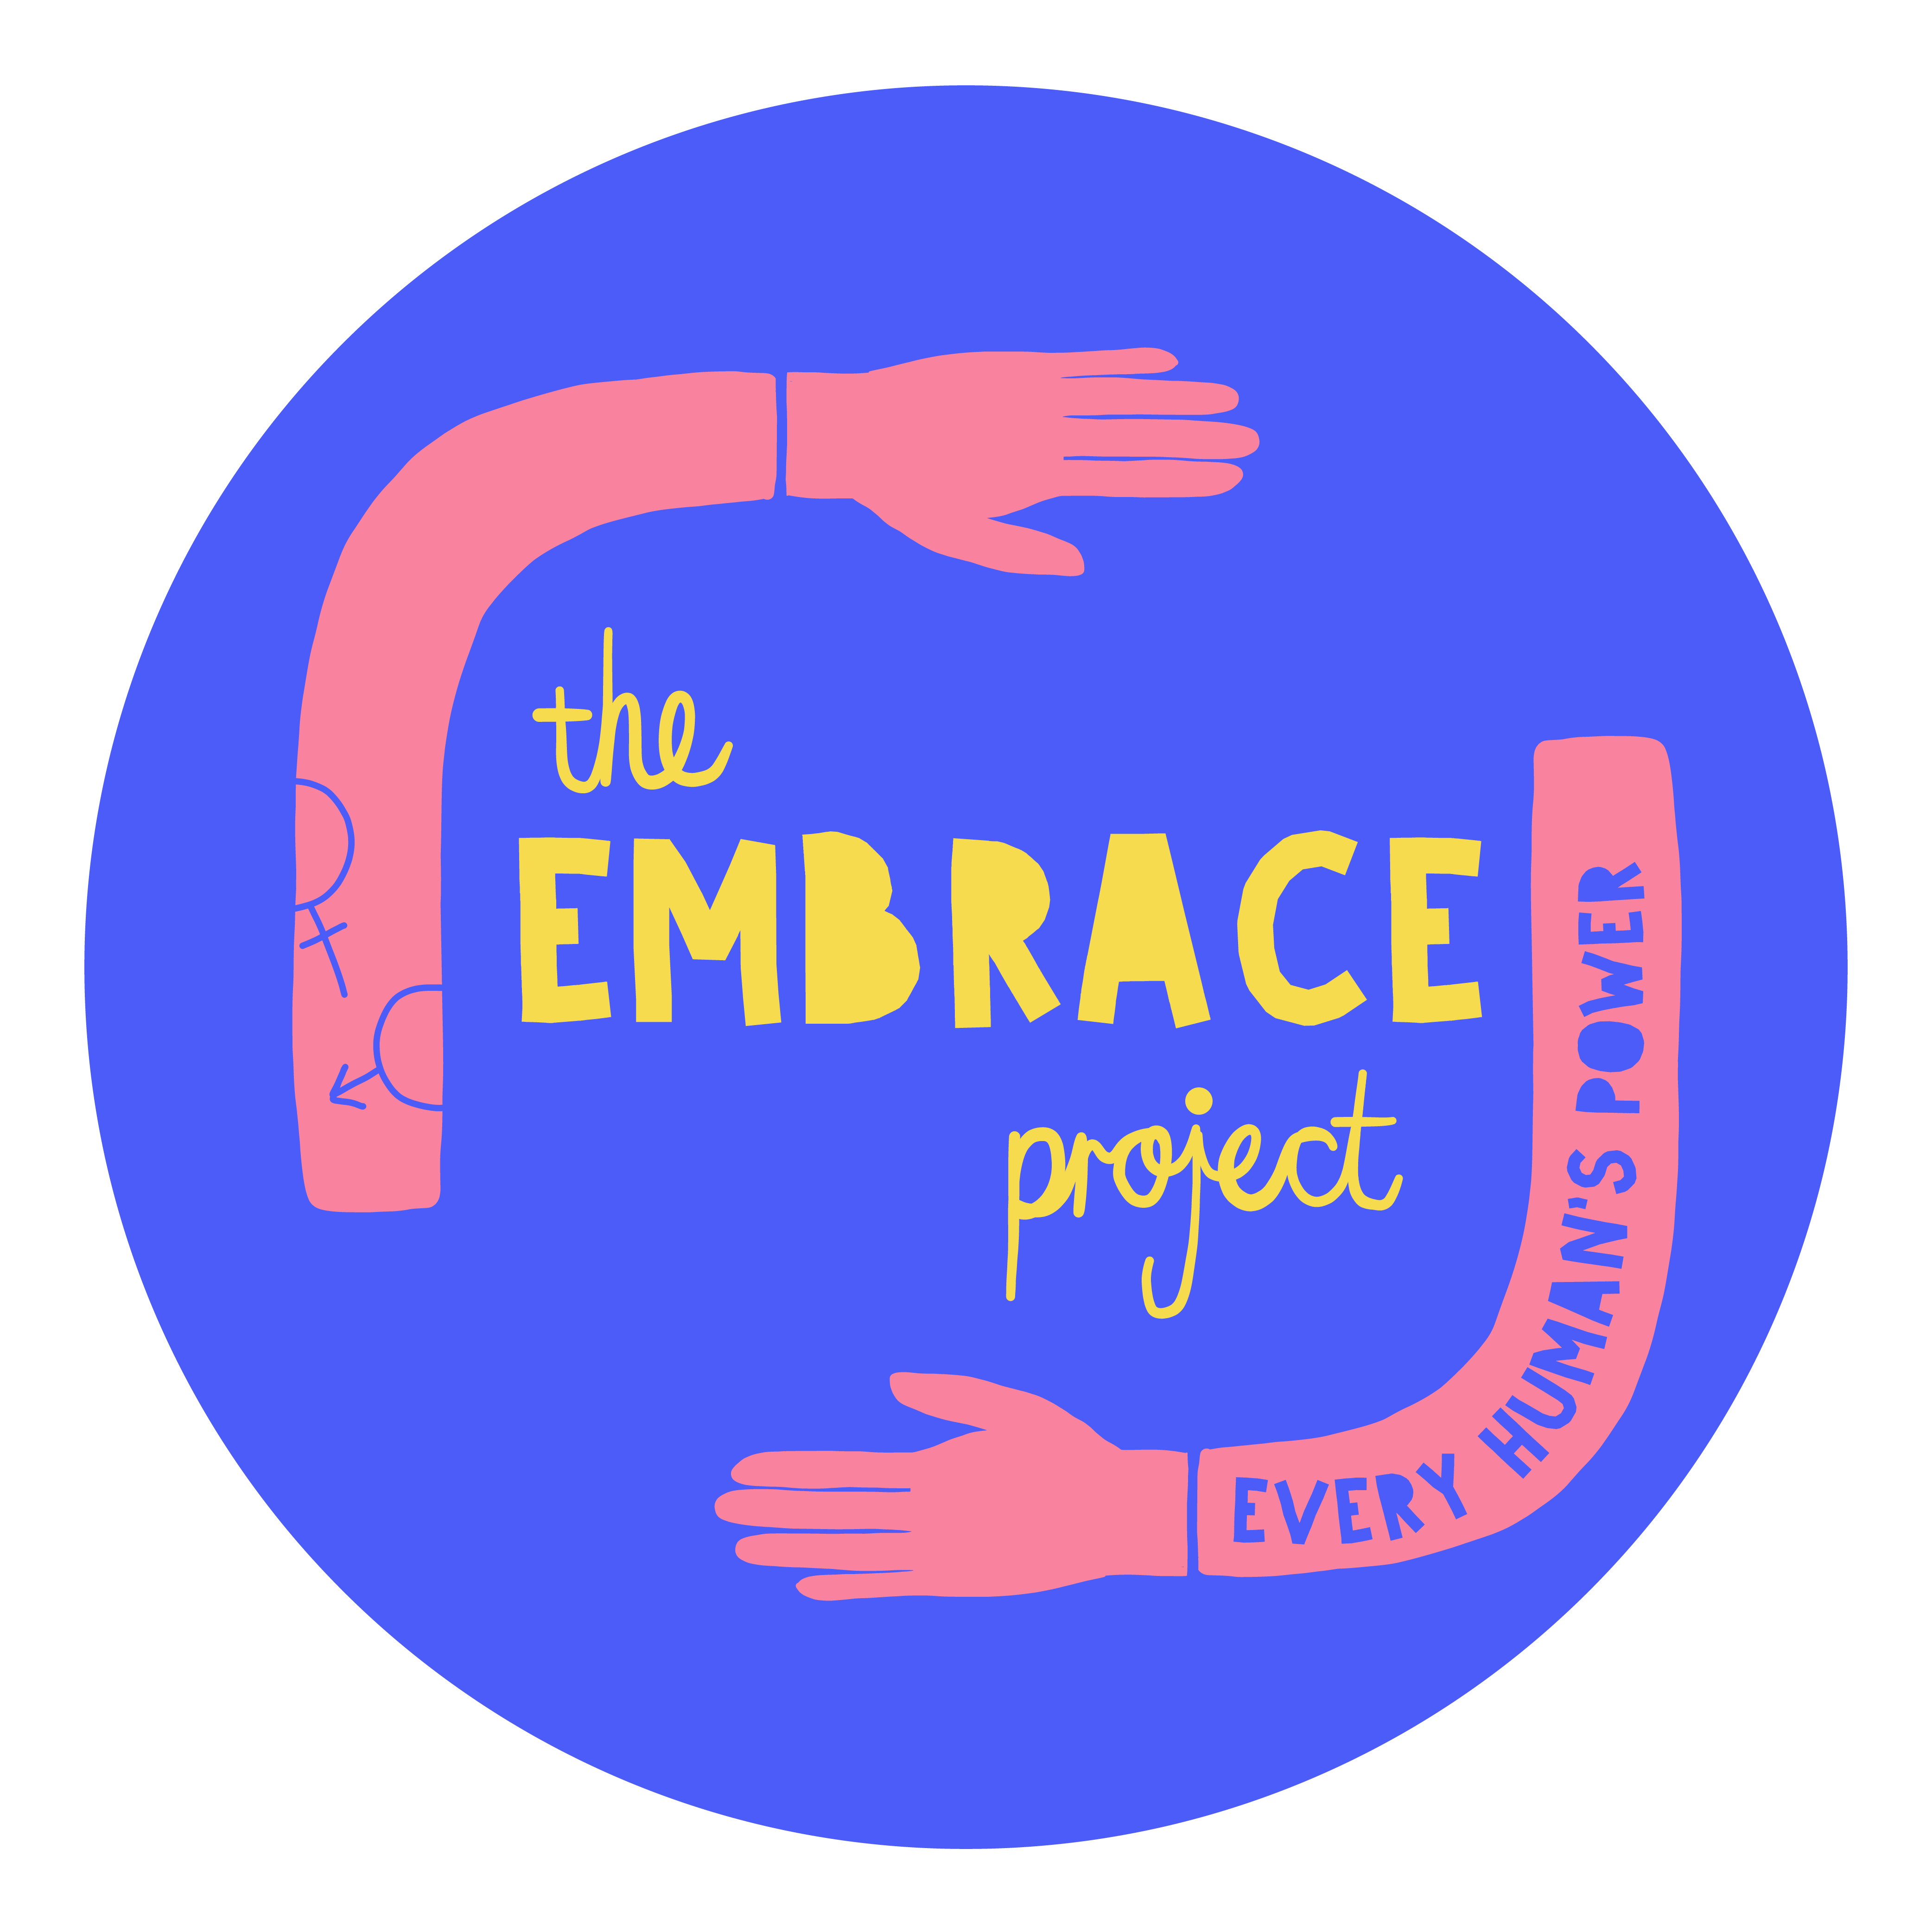 the
EMBRACE
project
EVERY HUMAN'S POWER